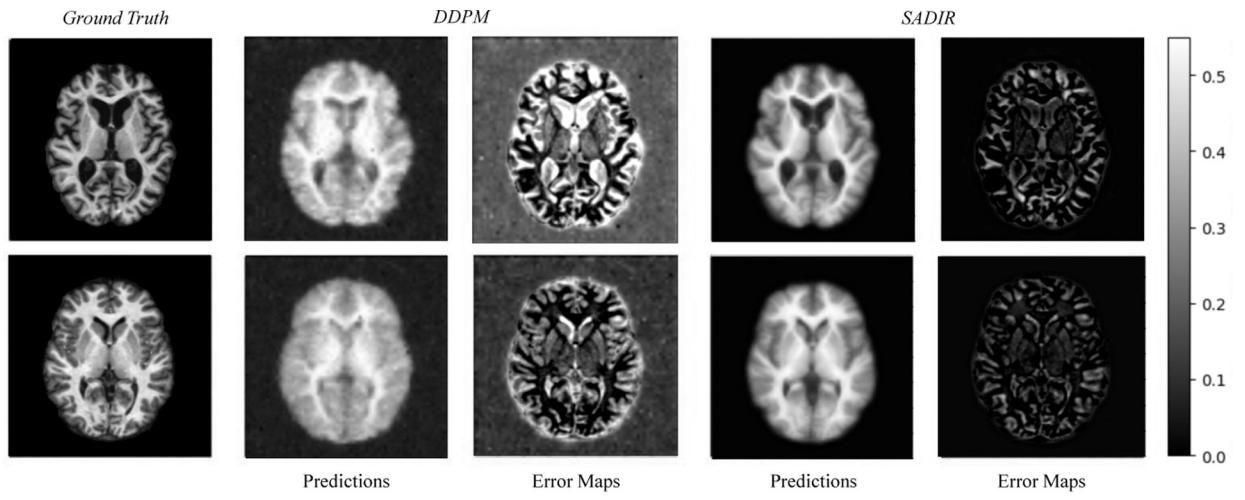 Ground Truth
DDPM
SADIR
0.5
0.4
0.3
0.2
0.1
0.0
Predictions
Error Maps
Predictions
Error Maps